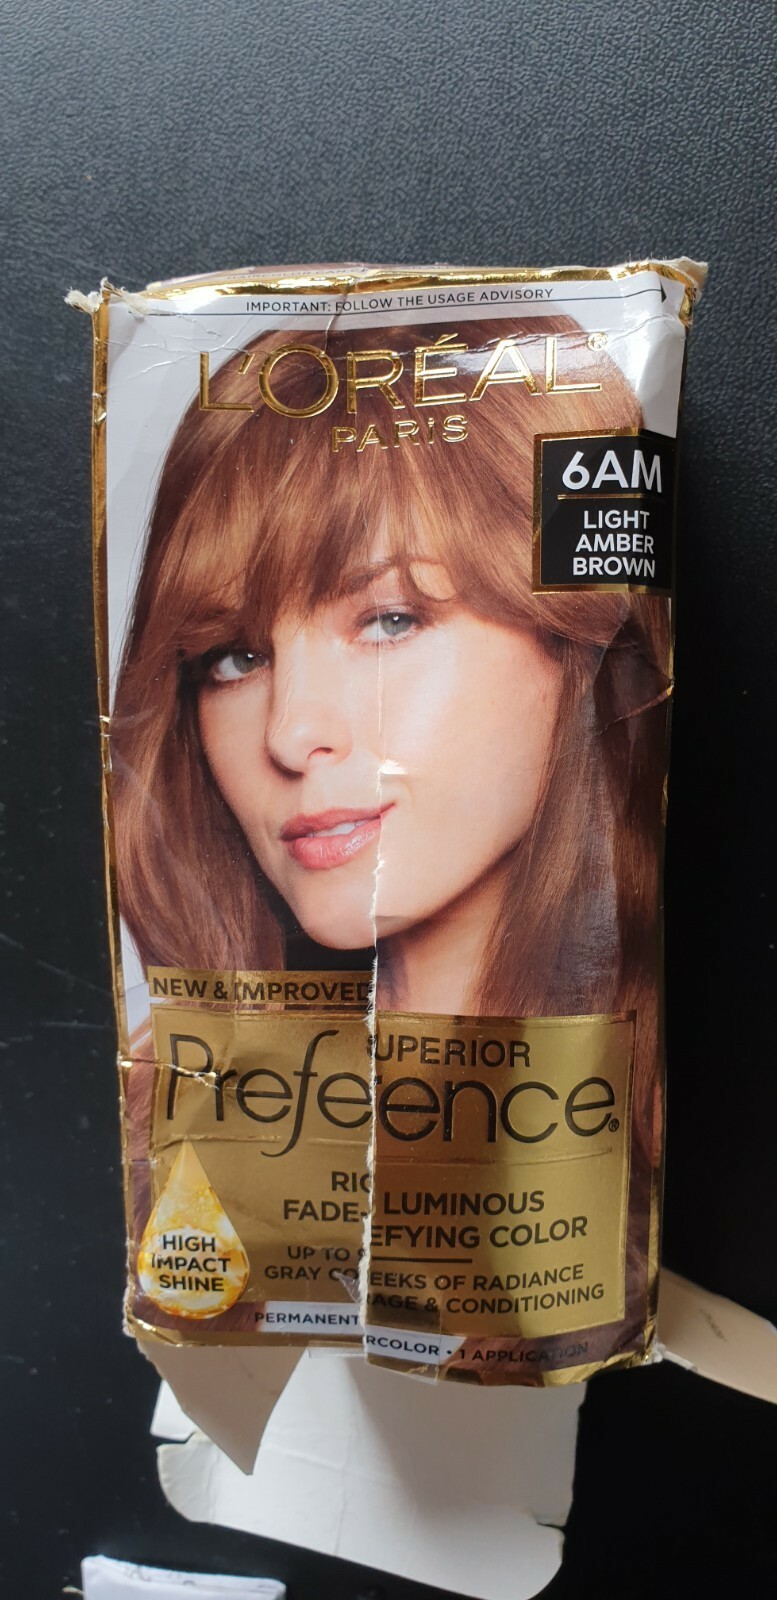 IMPORTANT: FOLLOW THE USAGE ADVISORY
L'ORÉAL®
PARIS
6AM
LIGHT
AMBER
BROWN
NEW & IMPROVED
UPERIOR
Prefeence®
RIC LUMINOUS
FADE- EFYING COLOR
UP TO 9 EEKS OF RADIANCE
GRAY CO RAGE & CONDITIONING
HIGH
IMPACT
SHINE
PERMANENT RCOLOR • 1 APPLICATION